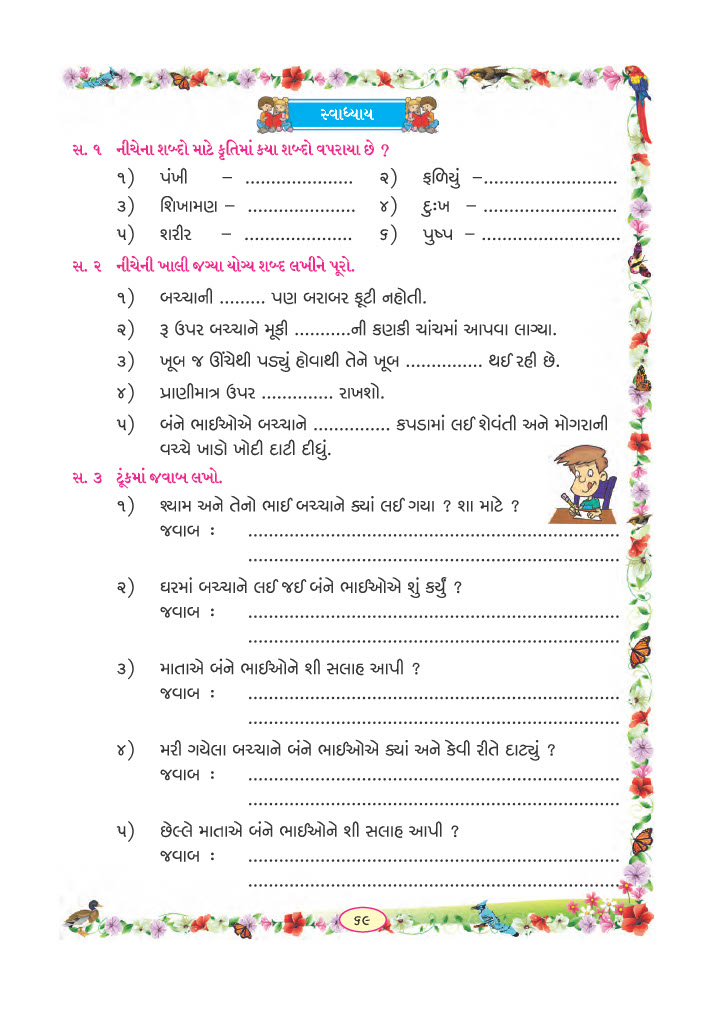 સ્વાધ્યાય
સ. ૧ નીચેના શબ્દો માટે કૃતિમાં કયા શબ્દો વપરાયા છે ?
૧) પંખી – ..................... ૨) ફળિયું –..........................
૩) શિખામણ – ..................... ૪) દુઃખ – ..........................
૫) શરીર – ..................... ૬) પુષ્પ – ...........................
સ. ૨ નીચેની ખાલી જગ્યા યોગ્ય શબ્દ લખીને પૂરો.
૧) બચ્ચાની ......... પણ બરાબર ફૂટી નહોતી.
૨) રૂ ઉપર બચ્ચાને મૂકી ...........ની કણકી ચાંચમાં આપવા લાગ્યા.
૩) ખૂબ જ ઊંચેથી પડ્યું હોવાથી તેને ખૂબ ............... થઈ રહી છે.
૪) પ્રાણીમાત્ર ઉપર .............. રાખશો.
૫) બંને ભાઈઓએ બચ્ચાને ............... કપડામાં લઈ શેવંતી અને મોગરાની
વચ્ચે ખાડો ખોદી દાટી દીધું.
સ. ૩ ટૂંકમાં જવાબ લખો.
૧) શ્યામ અને તેનો ભાઈ બચ્ચાને ક્યાં લઈ ગયા ? શા માટે ?
જવાબ : ........................................................................
........................................................................
૨) ઘરમાં બચ્ચાને લઈ જઈ બંને ભાઈઓએ શું કર્યું ?
જવાબ : ........................................................................
........................................................................
૩) માતાએ બંને ભાઈઓને શી સલાહ આપી ?
જવાબ : ........................................................................
........................................................................
૪) મરી ગયેલા બચ્ચાને બંને ભાઈઓએ ક્યાં અને કેવી રીતે દાટ્યું ?
જવાબ : ........................................................................
........................................................................
૫) છેલ્લે માતાએ બંને ભાઈઓને શી સલાહ આપી ?
જવાબ : ........................................................................
........................................................................
૬૯